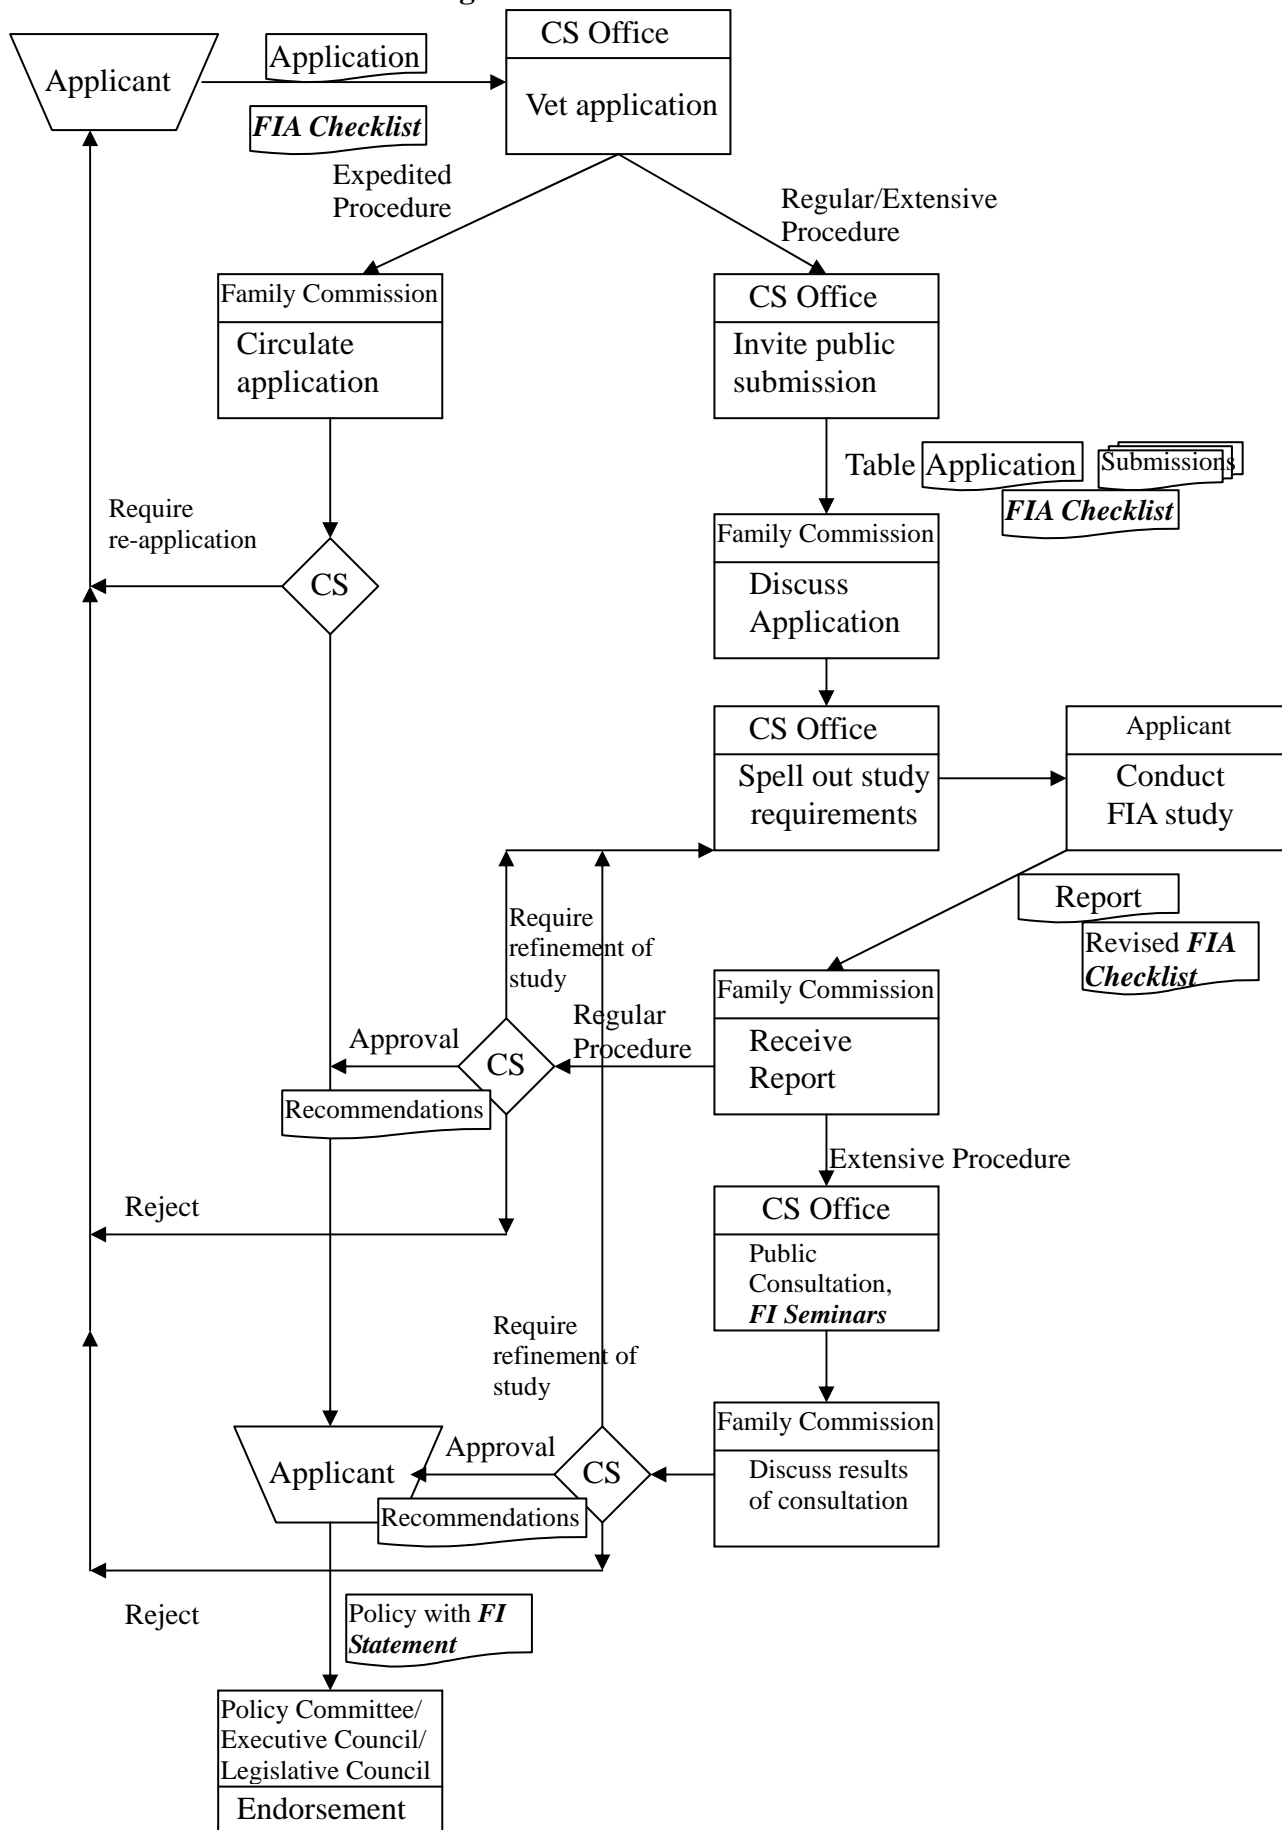 CS Office
Applicant
Application
Vet application
FIA Checklist
Expedited
Procedure
Regular/Extensive
Procedure
Family Commission
Circulate
application
CS Office
Invite public
submission
Table
Application
Submissions
FIA Checklist
Require
re-application
CS
Family Commission
Discuss
Application
CS Office
Spell out study
requirements
Applicant
Conduct
FIA study
Report
Revised FIA
Checklist
Require
refinement of
study
Family Commission
Receive
Report
Regular
Procedure
CS
Approval
Recommendations
Reject
Extensive Procedure
CS Office
Public
Consultation,
FI Seminars
Require
refinement of
study
Family Commission
Discuss results
of consultation
CS
Approval
Applicant
Recommendations
Reject
Policy with FI
Statement
Policy Committee/
Executive Council/
Legislative Council
Endorsement